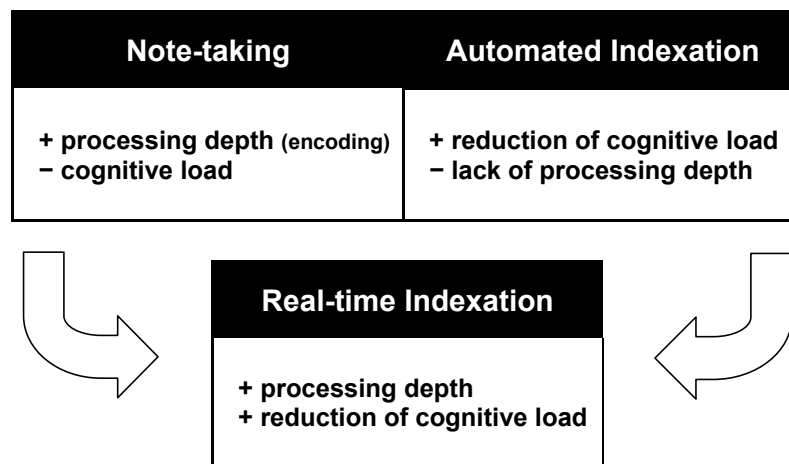 Note-taking
Automated Indexation
+ processing depth (encoding)
− cognitive load
+ reduction of cognitive load
− lack of processing depth
Real-time Indexation
+ processing depth
+ reduction of cognitive load